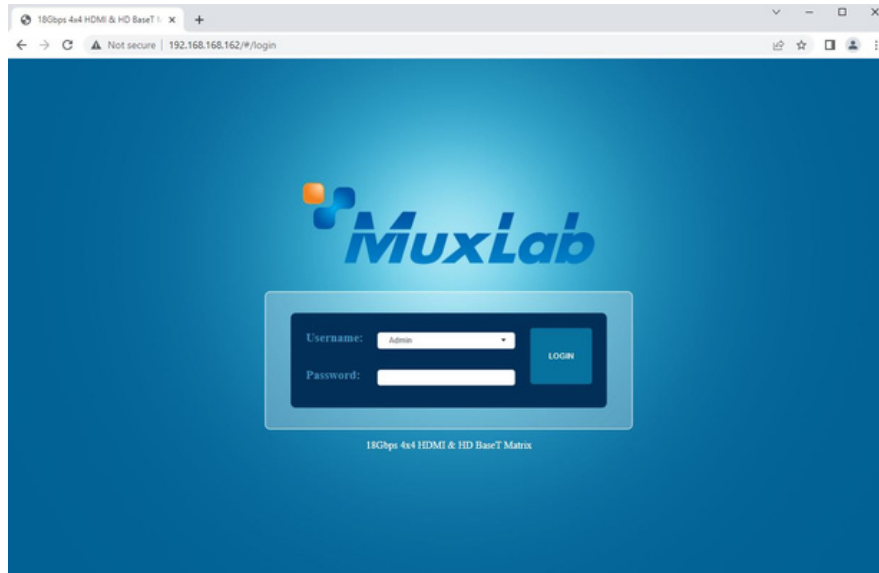 18Gbps 4x4 HDMI & HD BaseT
Not secure | 192.168.168.162/#/login
MuxLab
Username:
Admin
LOGIN
Password:
18Gbps 4x4 HDMI & HD BaseT Matrix